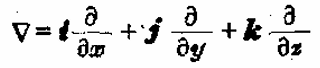 ∇ = i ∂/∂x + j ∂/∂y + k ∂/∂z